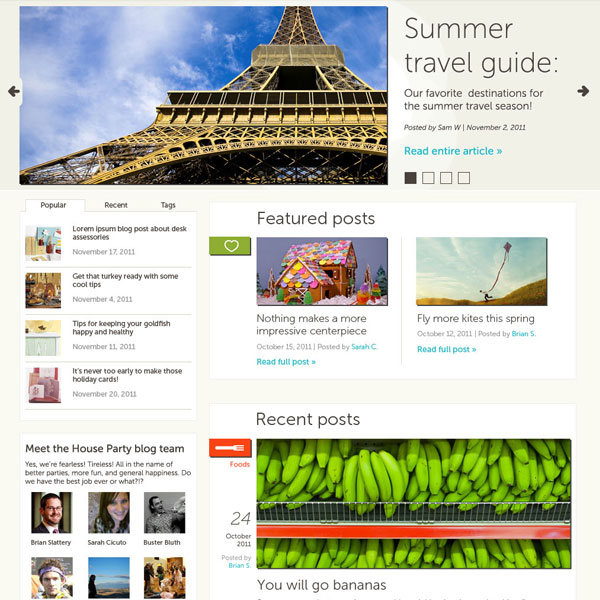 Summer
travel guide:
Our favorite destinations for
the summer travel season!
Posted by Sam W | November 2, 2011
Read entire article »
Popular
Recent
Tags
Lorem ipsum blog post about desk
assessories
November 17, 2011
Get that turkey ready with some
cool tips
November 4, 2011
Tips for keeping your goldfish
happy and healthy
November 11, 2011
It's never too early to make those
holiday cards!
November 20, 2011
Meet the House Party blog team
Yes, we're fearless! Tireless! All in the name of
better parties, more fun, and general happiness. Do
we have the best job ever or what?!?
Brian Slattery
Sarah Cicuto
Buster Bluth
Featured posts
Nothing makes a more
impressive centerpiece
October 15, 2011 | Posted by Sarah C.
Read full post »
Fly more kites this spring
October 12, 2011 | Posted by Brian S.
Read full post »
Recent posts
Foods
24
October
2011
Posted by
Brian S.
You will go bananas